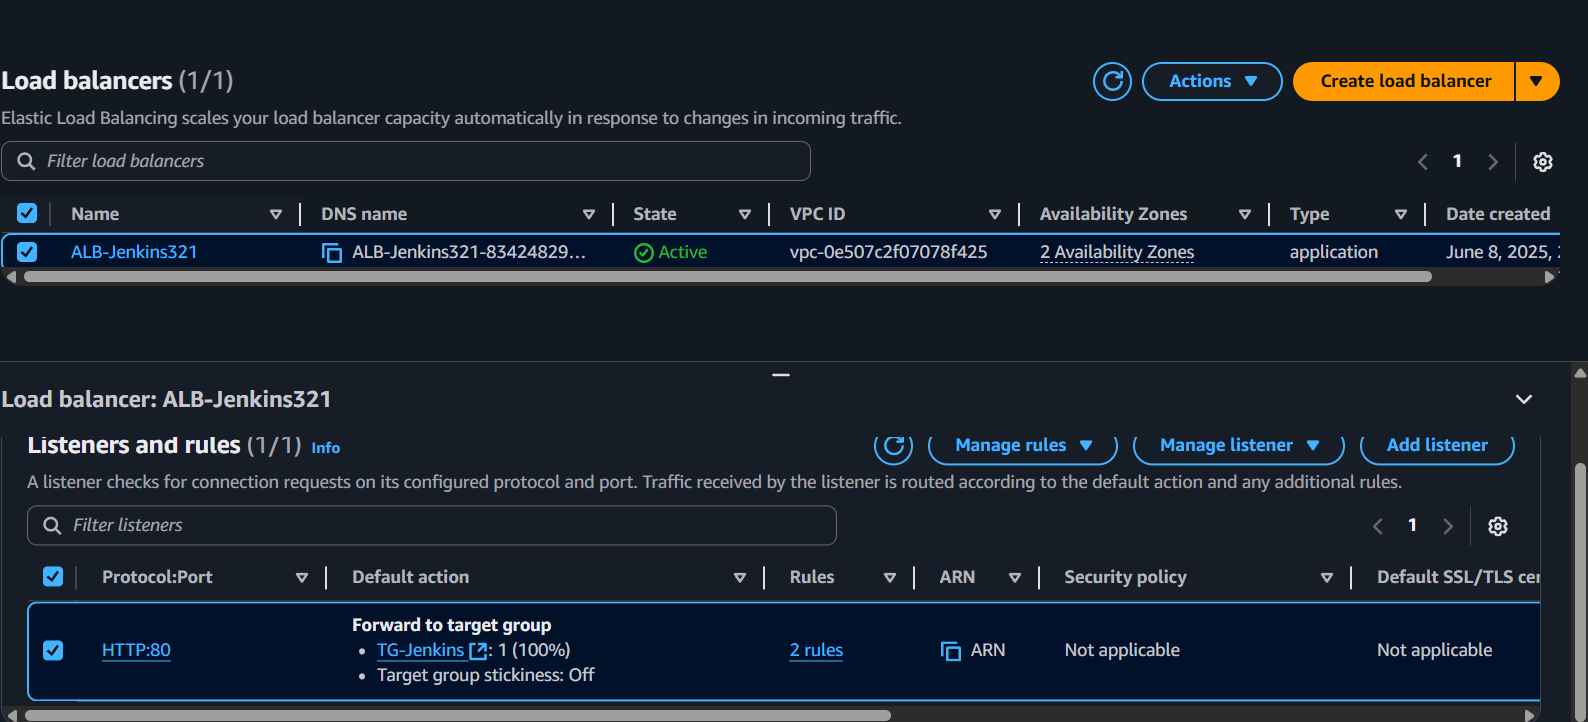 Load balancers (1/1)
Actions
Create load balancer
Elastic Load Balancing scales your load balancer capacity automatically in response to changes in incoming traffic.
Filter load balancers
1
Name DNS name State VPC ID Availability Zones Type Date created
ALB-Jenkins321 ALB-Jenkins321-83424829... Active vpc-0e507c2f07078f425 2 Availability Zones application June 8, 2025,
Load balancer: ALB-Jenkins321
Listeners and rules (1/1) Info
Manage rules
Manage listener
Add listener
A listener checks for connection requests on its configured protocol and port. Traffic received by the listener is routed according to the default action and any additional rules.
Filter listeners
1
Protocol:Port Default action Rules ARN Security policy Default SSL/TLS cer
Forward to target group
HTTP:80 • TG-Jenkins : 1 (100%) 2 rules ARN Not applicable Not applicable
• Target group stickiness: Off